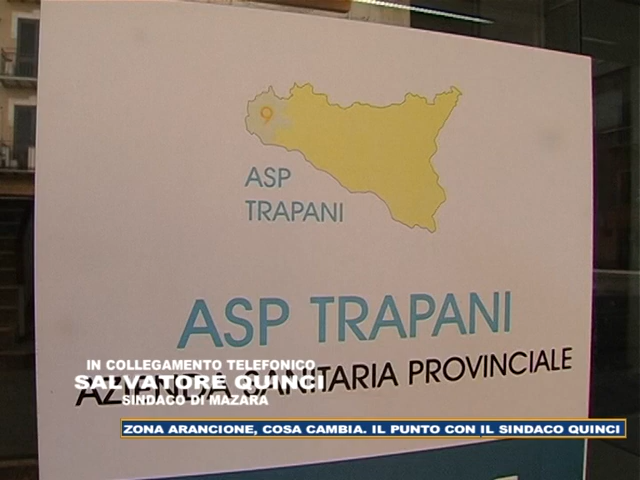 9
ASP
TRAPANI
ASP TRAPANI
AZIENDA SANITARIA PROVINCIALE
IN COLLEGAMENTO TELEFONICO
SALVATORE QUINCI
SINDACO DI MAZARA
ZONA ARANCIONE, COSA CAMBIA. IL PUNTO CON IL SINDACO QUINCI